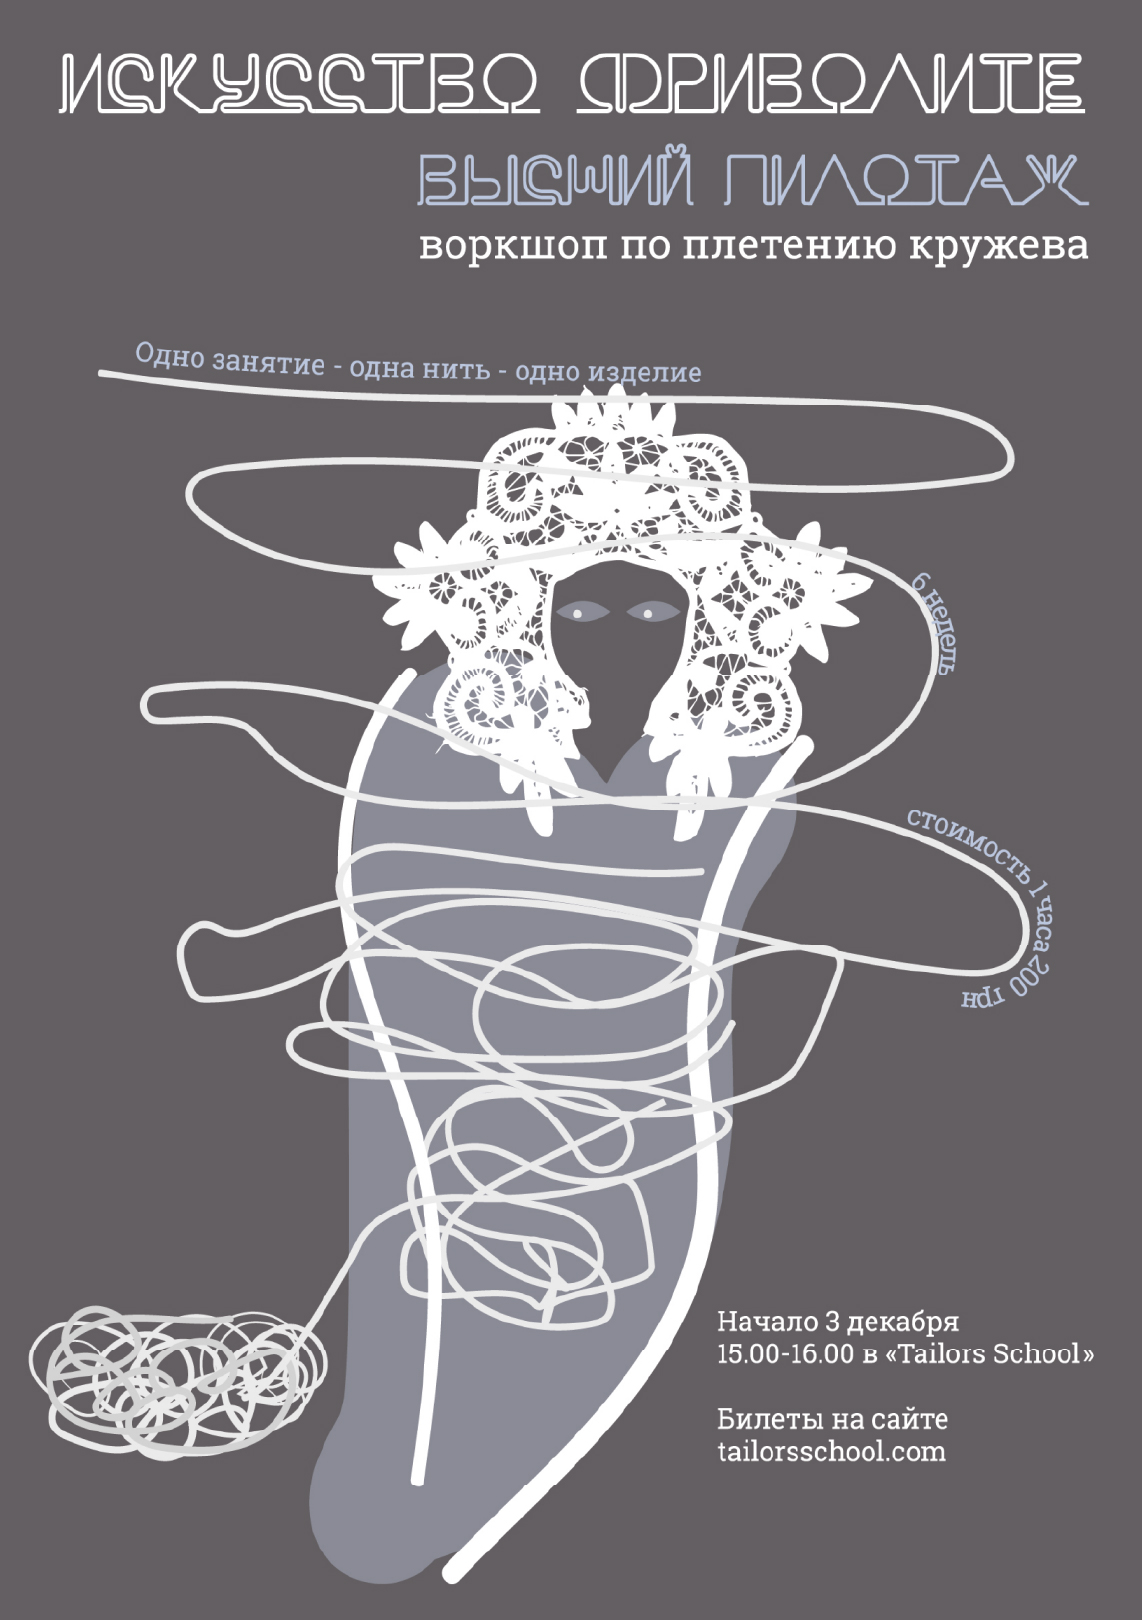 ИСКУССТВО ФРИВОЛИТЕ
ВЫСШИЙ ПИЛОТАЖ
воркшоп по плетению кружева
Одно занятие - одна нить - одно изделие
6 недель
стоимость 1 часа 200 грн
Начало 3 декабря
15.00-16.00 в «Tailors School»
Билеты на сайте
tailorsschool.com